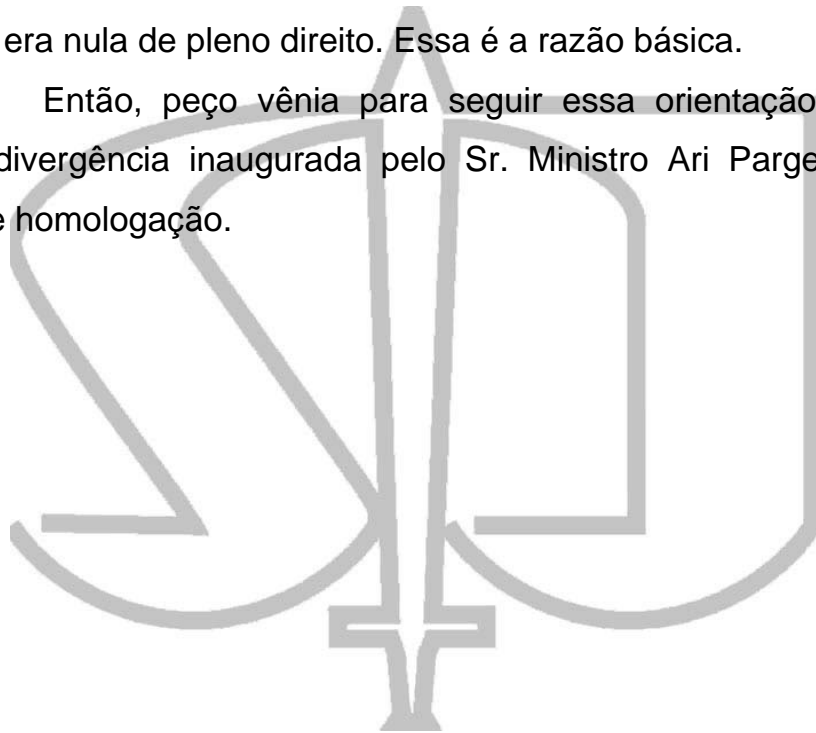 era nula de pleno direito. Essa é a razão básica.
Então, peço vênia para seguir essa orientação
divergência inaugurada pelo Sr. Ministro Ari Parge
e homologação.